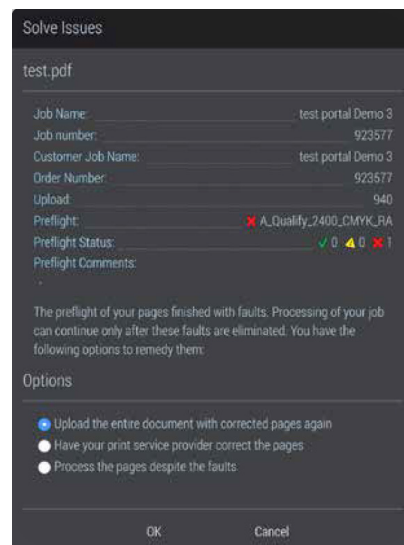 Solve Issues
test.pdf
Job Name: test portal Demo 3
Job number: 923577
Customer Job Name: test portal Demo 3
Order Number: 923577
Upload: 940
Preflight: A_Qualify_2400_CMYK_RA
Preflight Status: 0 0 1
Preflight Comments:
.
The preflight of your pages finished with faults. Processing of your job
can continue only after these faults are eliminated. You have the
following options to remedy them:
Options
Upload the entire document with corrected pages again
Have your print service provider correct the pages
Process the pages despite the faults
OK Cancel